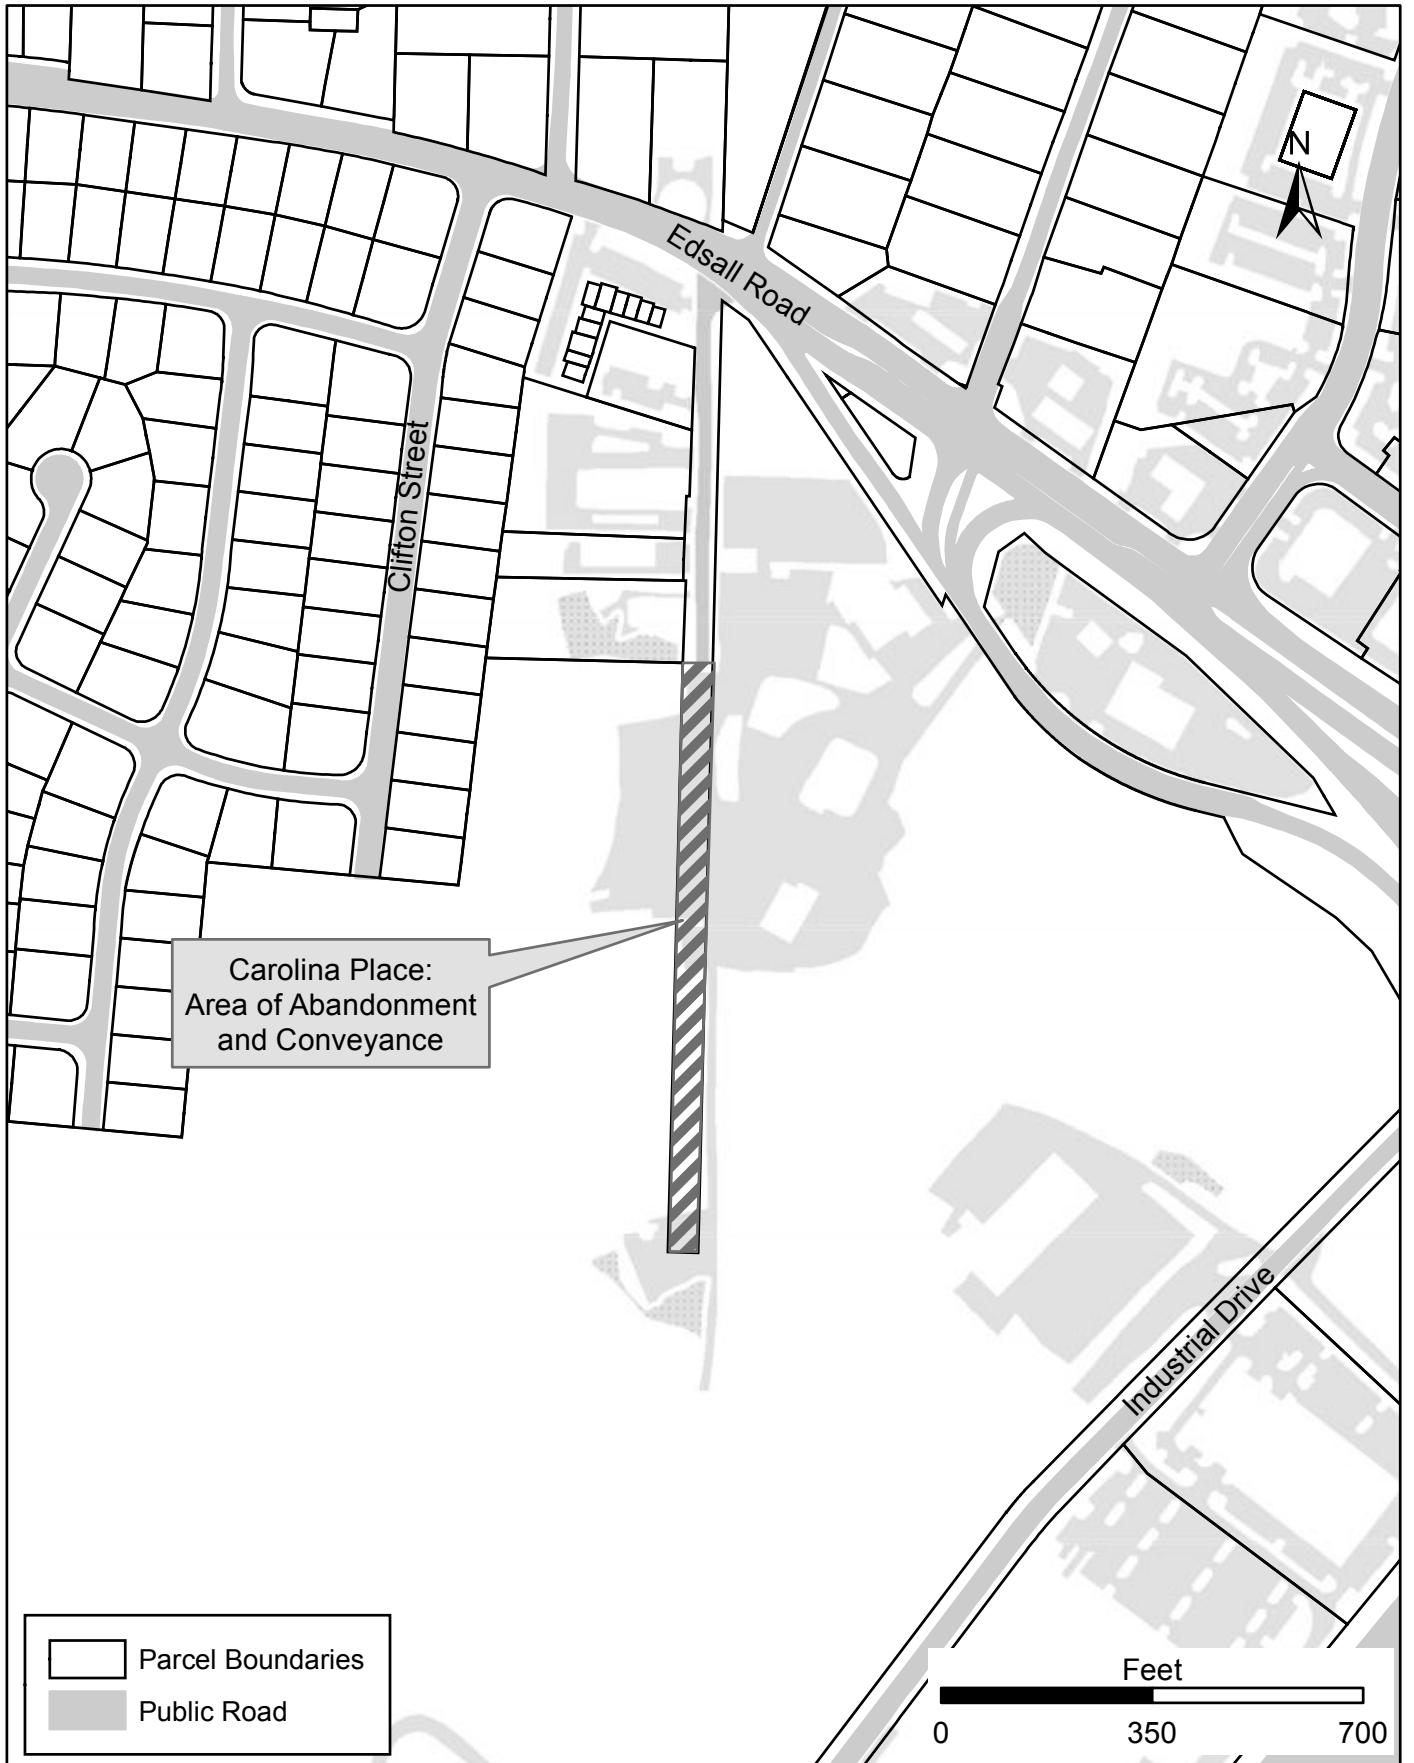 N
Edsall Road
Clifton Street
Carolina Place:
Area of Abandonment
and Conveyance
Industrial Drive
Parcel Boundaries
Public Road
Feet
0 350 700